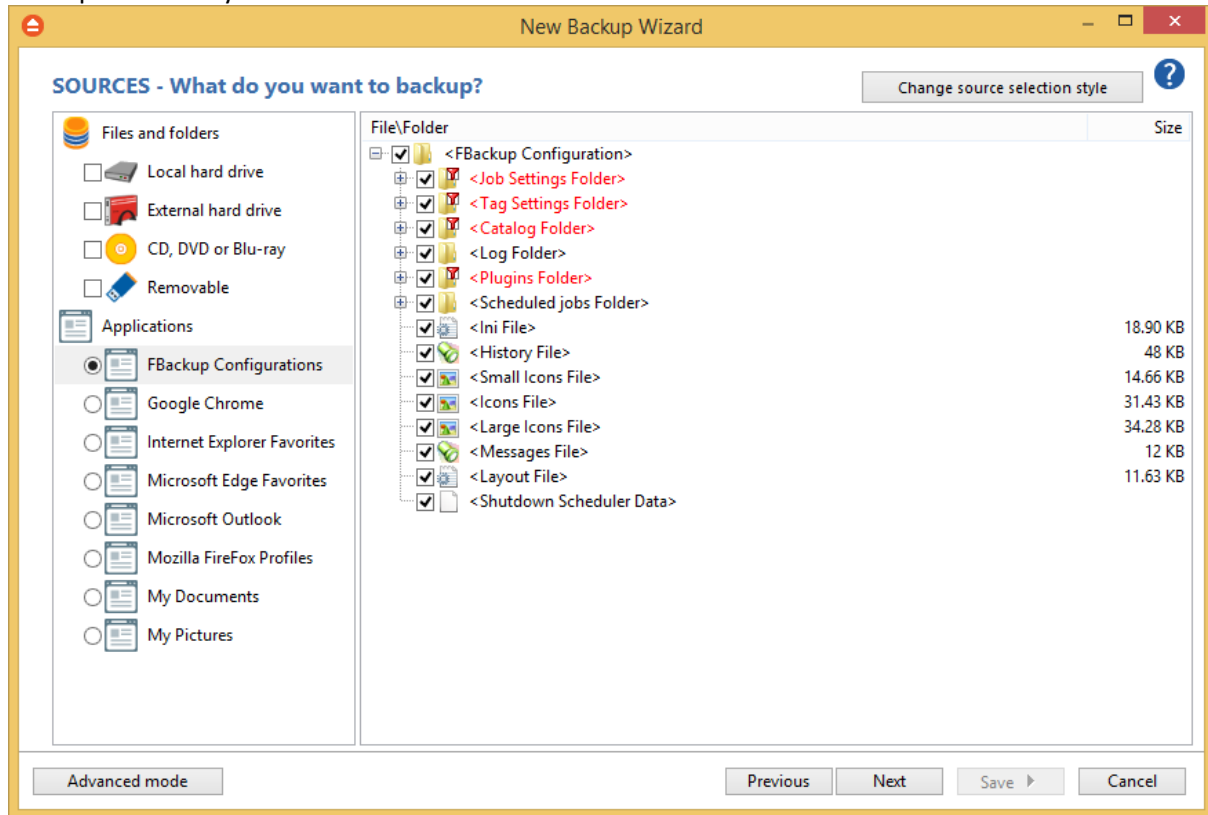 New Backup Wizard
SOURCES - What do you want to backup?
Change source selection style
?
Files and folders
Local hard drive
External hard drive
CD, DVD or Blu-ray
Removable
Applications
FBackup Configurations
Google Chrome
Internet Explorer Favorites
Microsoft Edge Favorites
Microsoft Outlook
Mozilla FireFox Profiles
My Documents
My Pictures
File\Folder Size
<FBackup Configuration>
<Job Settings Folder>
<Tag Settings Folder>
<Catalog Folder>
<Log Folder>
<Plugins Folder>
<Scheduled jobs Folder>
<Ini File> 18.90 KB
<History File> 48 KB
<Small Icons File> 14.66 KB
<Icons File> 31.43 KB
<Large Icons File> 34.28 KB
<Messages File> 12 KB
<Layout File> 11.63 KB
<Shutdown Scheduler Data>
Advanced mode Previous Next Save Cancel